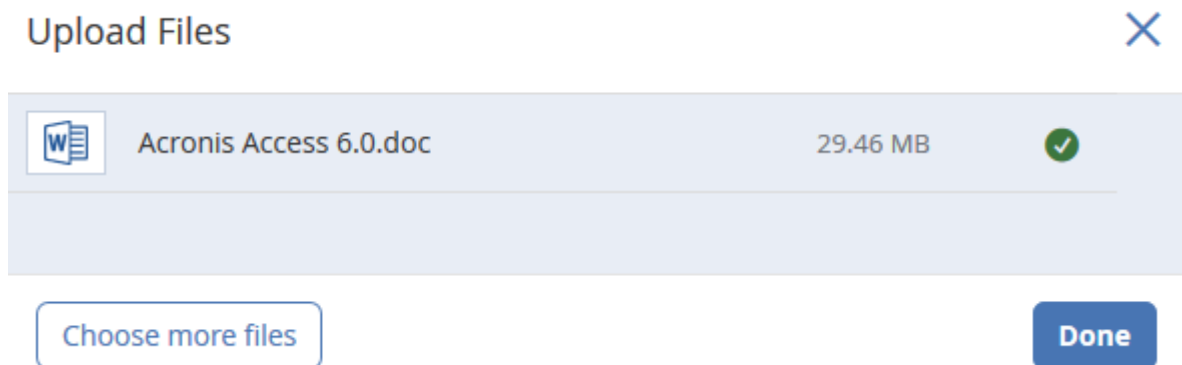 Upload Files
W Acronis Access 6.0.doc 29.46 MB
Choose more files Done